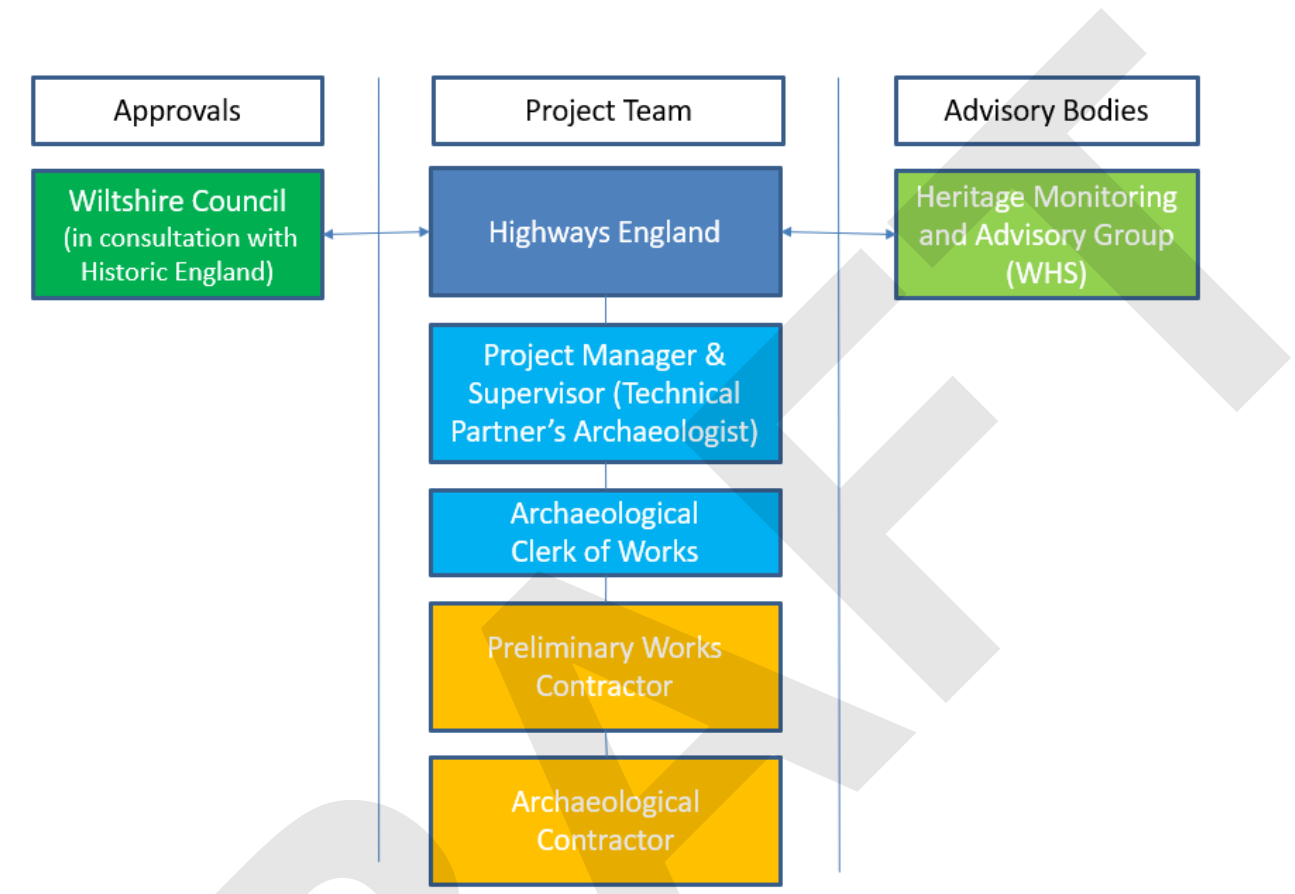 Approvals
Project Team
Advisory Bodies
Wiltshire Council
(in consultation with
Historic England)
Highways England
Heritage Monitoring
and Advisory Group
(WHS)
Project Manager &
Supervisor (Technical
Partner’s Archaeologist)
Archaeological
Clerk of Works
Preliminary Works
Contractor
Archaeological
Contractor
DRAFT